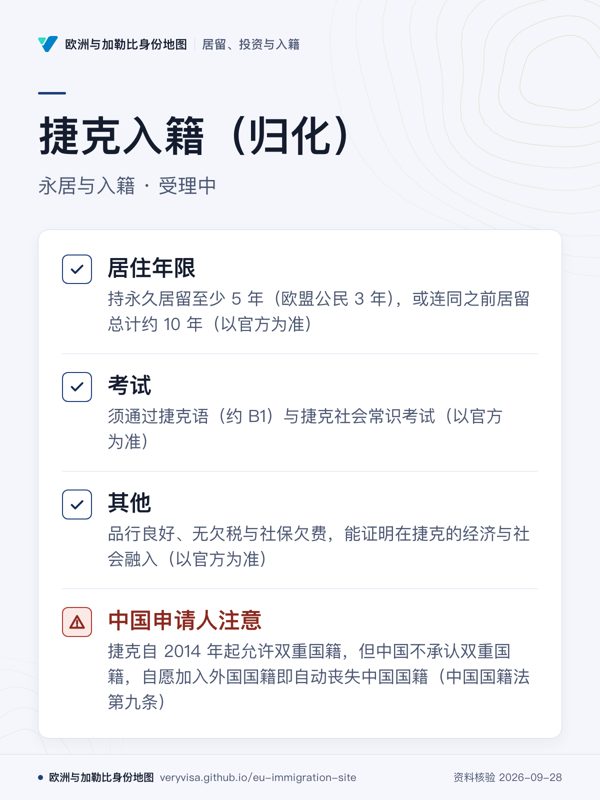 欧洲与加勒比身份地图 居留、投资与入籍
捷克入籍（归化）
永居与入籍 · 受理中
居住年限
持永久居留至少 5 年（欧盟公民 3 年），或连同之前居留
总计约 10 年（以官方为准）
考试
须通过捷克语（约 B1）与捷克社会常识考试（以官方
为准）
其他
品行良好、无欠税与社保欠费，能证明在捷克的经济与社
会融入（以官方为准）
中国申请人注意
捷克自 2014 年起允许双重国籍，但中国不承认双重国
籍，自愿加入外国国籍即自动丧失中国国籍（中国国籍法
第九条）
欧洲与加勒比身份地图 veryvisa.github.io/eu-immigration-site 资料核验 2026-09-28